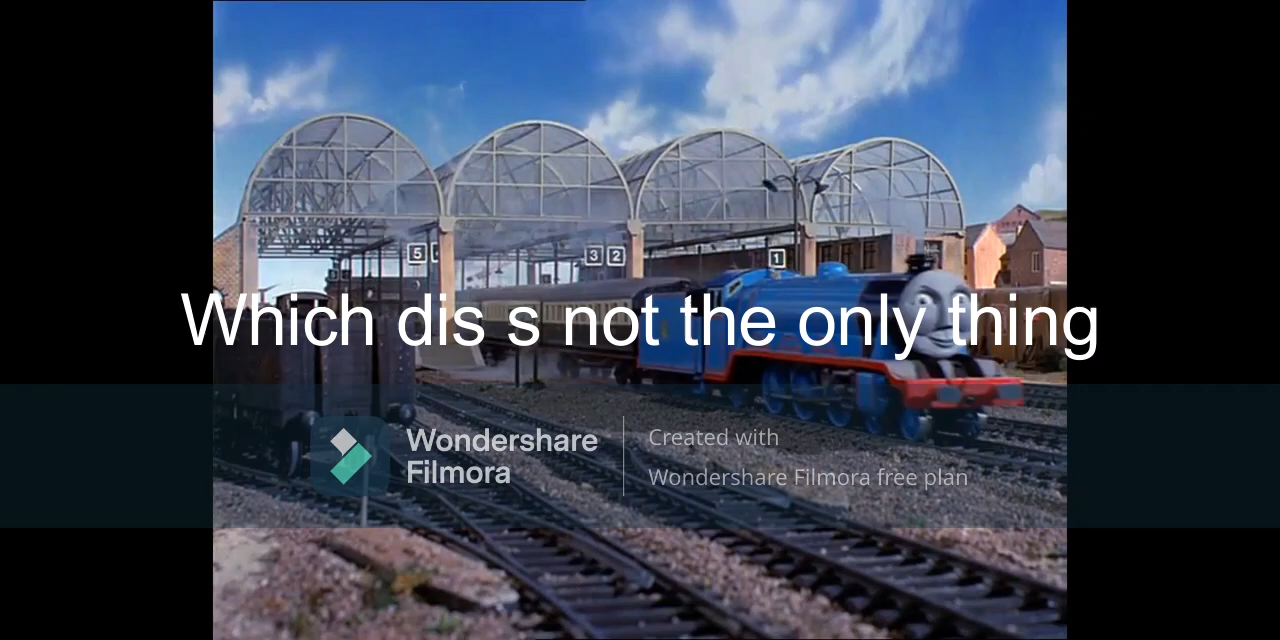 5
3 2
1
Which dis s not the only thing
Wondershare
Filmora
Created with
Wondershare Filmora free plan